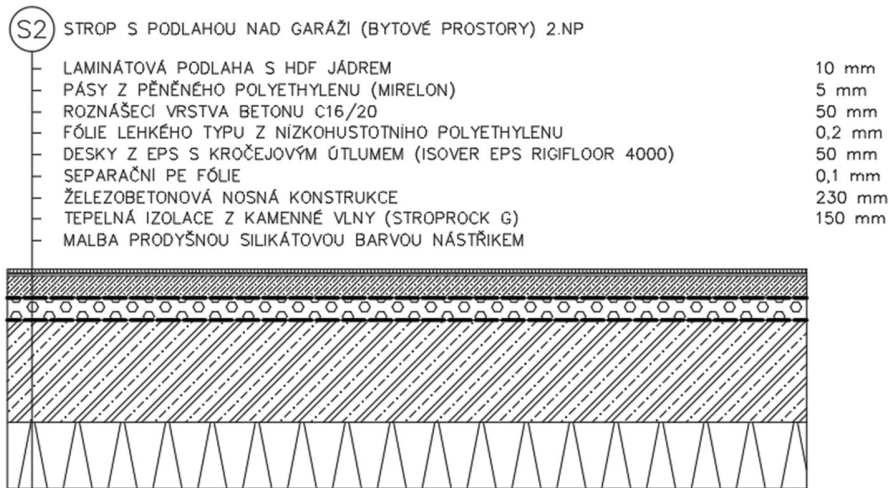 S2 STROP S PODLAHOU NAD GARÁŽÍ (BYTOVÉ PROSTORY) 2.NP
LAMINÁTOVÁ PODLAHA S HDF JÁDREM 10 mm
PÁSY Z PĚNĚNÉHO POLYETHYLENU (MIRELON) 5 mm
ROZNÁŠECÍ VRSTVA BETONU C16/20 50 mm
FÓLIE LEHKÉHO TYPU Z NÍZKOHUSTOTNÍHO POLYETHYLENU 0,2 mm
DESKY Z EPS S KROČEJOVÝM ÚTLUMEM (ISOVER EPS RIGIFLOOR 4000) 50 mm
SEPARAČNÍ PE FÓLIE 0,1 mm
ŽELEZOBETONOVÁ NOSNÁ KONSTRUKCE 230 mm
TEPELNÁ IZOLACE Z KAMENNÉ VLNY (STROPROCK G) 150 mm
MALBA PRODYŠNOU SILIKÁTOVOU BARVOU NÁSTŘIKEM